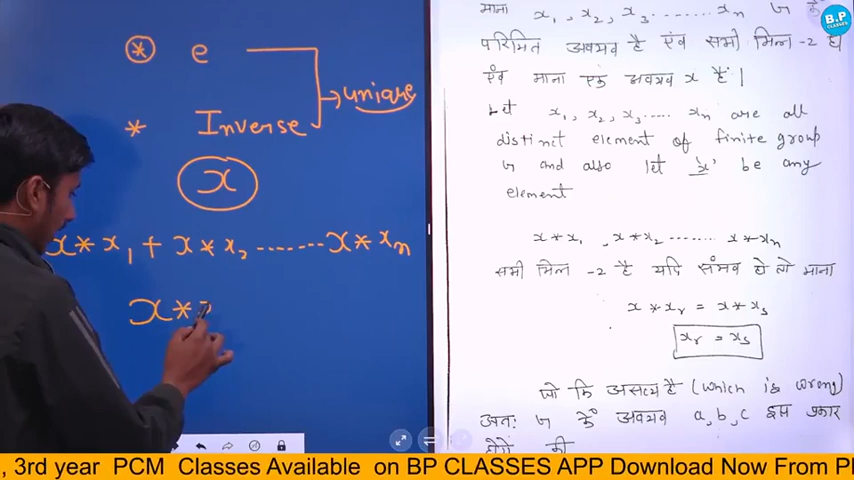 ⊛ e
→ unique
* Inverse
x
x * x₁ + x * x₂ ....... x * xₙ
x *
माना x₁, x₂, x₃ ....... xₙ
परिमित अवयव है एवं सभी भिन्न-2
एवं माना एक अवयव x हैं।
Let x₁, x₂, x₃..... xₙ are all
distinct element of finite group
G and also let 'x' be any
element
x * x₁ , x * x₂ ....... x * xₙ
सभी भिन्न -2 है यदि संभव हो तो माना
x * xᵣ = x * xₛ
xᵣ = xₛ
जो कि असत्य है (which is wrong)
अतः G के अवयव a, b, c इस प्रकार
होंगे की
B.P
CLASSES
, 3rd year PCM Classes Available on BP CLASSES APP Download Now From Pl